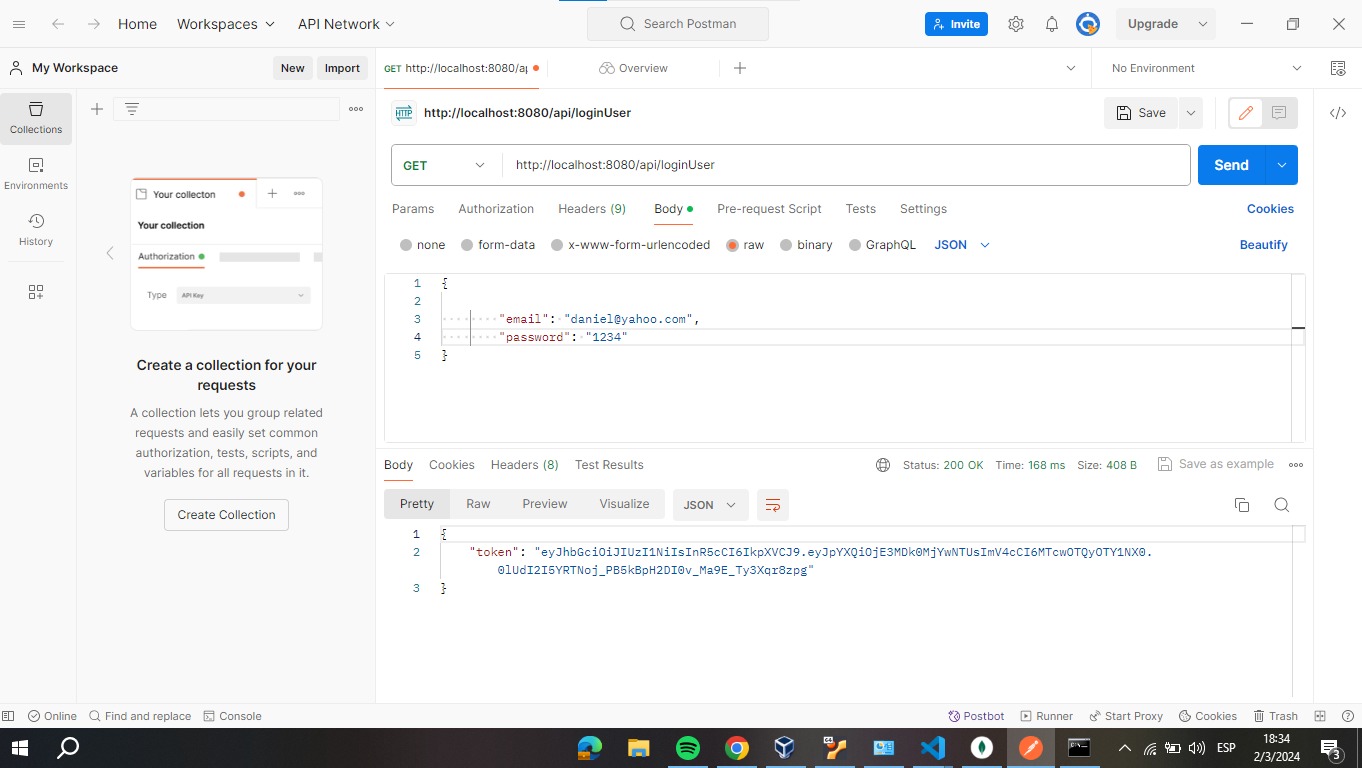 Home
Workspaces
API Network
Search Postman
Invite
Upgrade
My Workspace
New
Import
GET http://localhost:8080/ap
Overview
No Environment
Collections
Environments
History
Your collecton
Your collection
Authorization
Type
API Key
Create a collection for your
requests
A collection lets you group related
requests and easily set common
authorization, tests, scripts, and
variables for all requests in it.
Create Collection
HTTP
http://localhost:8080/api/loginUser
Save
GET
http://localhost:8080/api/loginUser
Send
Params
Authorization
Headers (9)
Body
Pre-request Script
Tests
Settings
Cookies
none
form-data
x-www-form-urlencoded
raw
binary
GraphQL
JSON
Beautify
1 {
2
3 "email": "daniel@yahoo.com",
4 "password": "1234"
5 }
Body
Cookies
Headers (8)
Test Results
Status: 200 OK
Time: 168 ms
Size: 408 B
Save as example
Pretty
Raw
Preview
Visualize
JSON
1 {
2 "token": "eyJhbGciOiJIUzI1NiIsInR5cCI6IkpXVCJ9.eyJpYXQiOjE3MDk0MjYwNTUsImV4cCI6MTcwOTQyOTY1NX0.
0lUdI2I5YRTNoj_PB5kBpH2DI0v_Ma9E_Ty3Xqr8zpg"
3 }
Online
Find and replace
Console
Postbot
Runner
Start Proxy
Cookies
Trash
ESP
18:34
2/3/2024
3